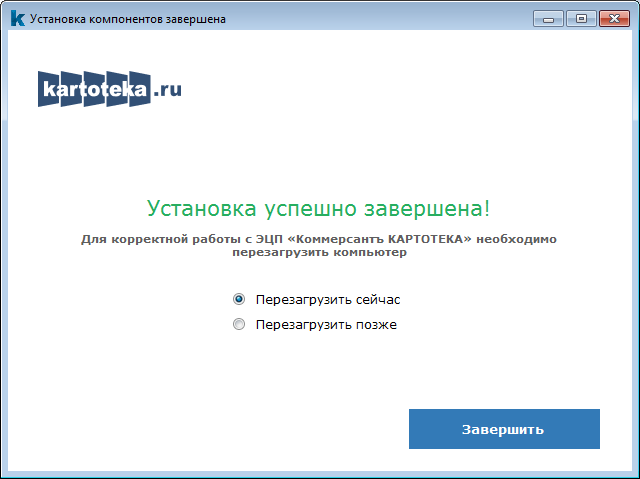 k Установка компонентов завершена
kartoteka.ru
Установка успешно завершена!
Для корректной работы с ЭЦП «Коммерсантъ КАРТОТЕКА» необходимо
перезагрузить компьютер
Перезагрузить сейчас
Перезагрузить позже
Завершить